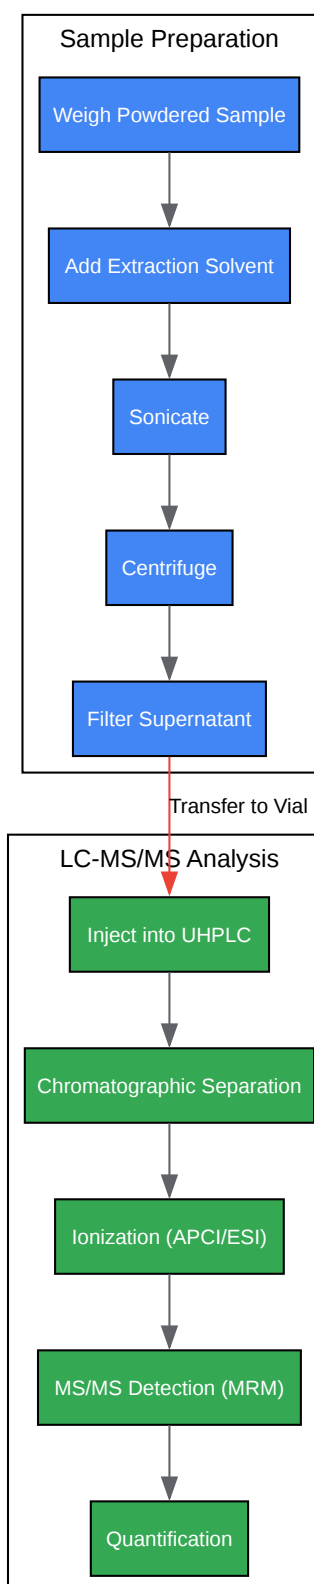 Sample Preparation
Weigh Powdered Sample
Add Extraction Solvent
Sonicate
Centrifuge
Filter Supernatant
Transfer to Vial
LC-MS/MS Analysis
Inject into UHPLC
Chromatographic Separation
Ionization (APCI/ESI)
MS/MS Detection (MRM)
Quantification